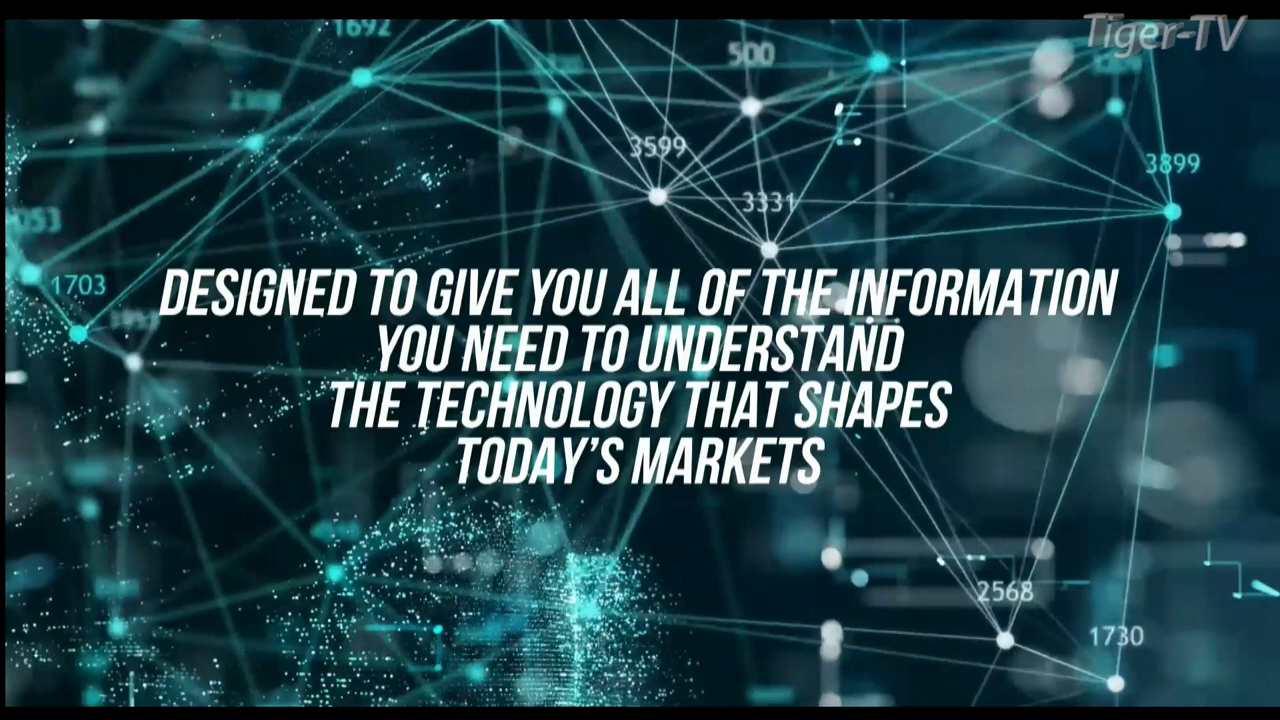 Tiger-TV
1692
500
3599
3899
3331
1703
DESIGNED TO GIVE YOU ALL OF THE INFORMATION
YOU NEED TO UNDERSTAND
THE TECHNOLOGY THAT SHAPES
TODAY'S MARKETS
2568
1730